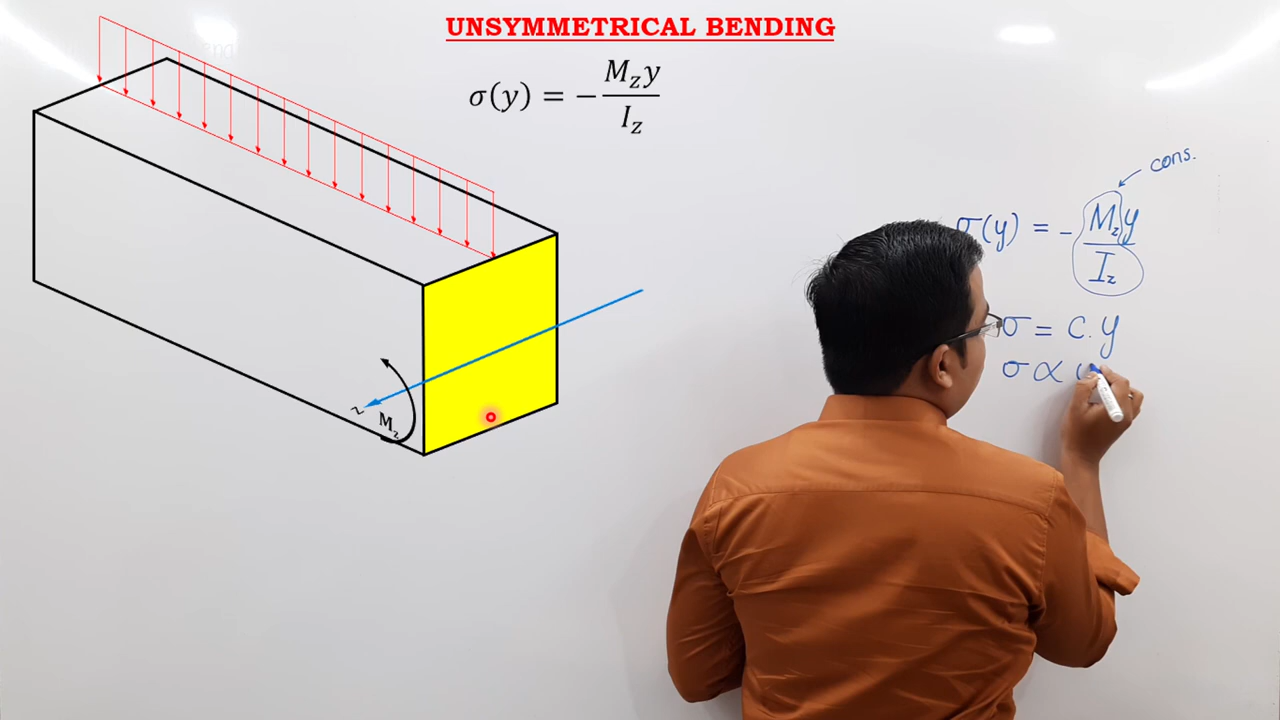 UNSYMMETRICAL BENDING
σ(y) = − M_z y / I_z
z
M_z
cons.
σ(y) = - M_z y / I_z
σ = C.y
σ ∝